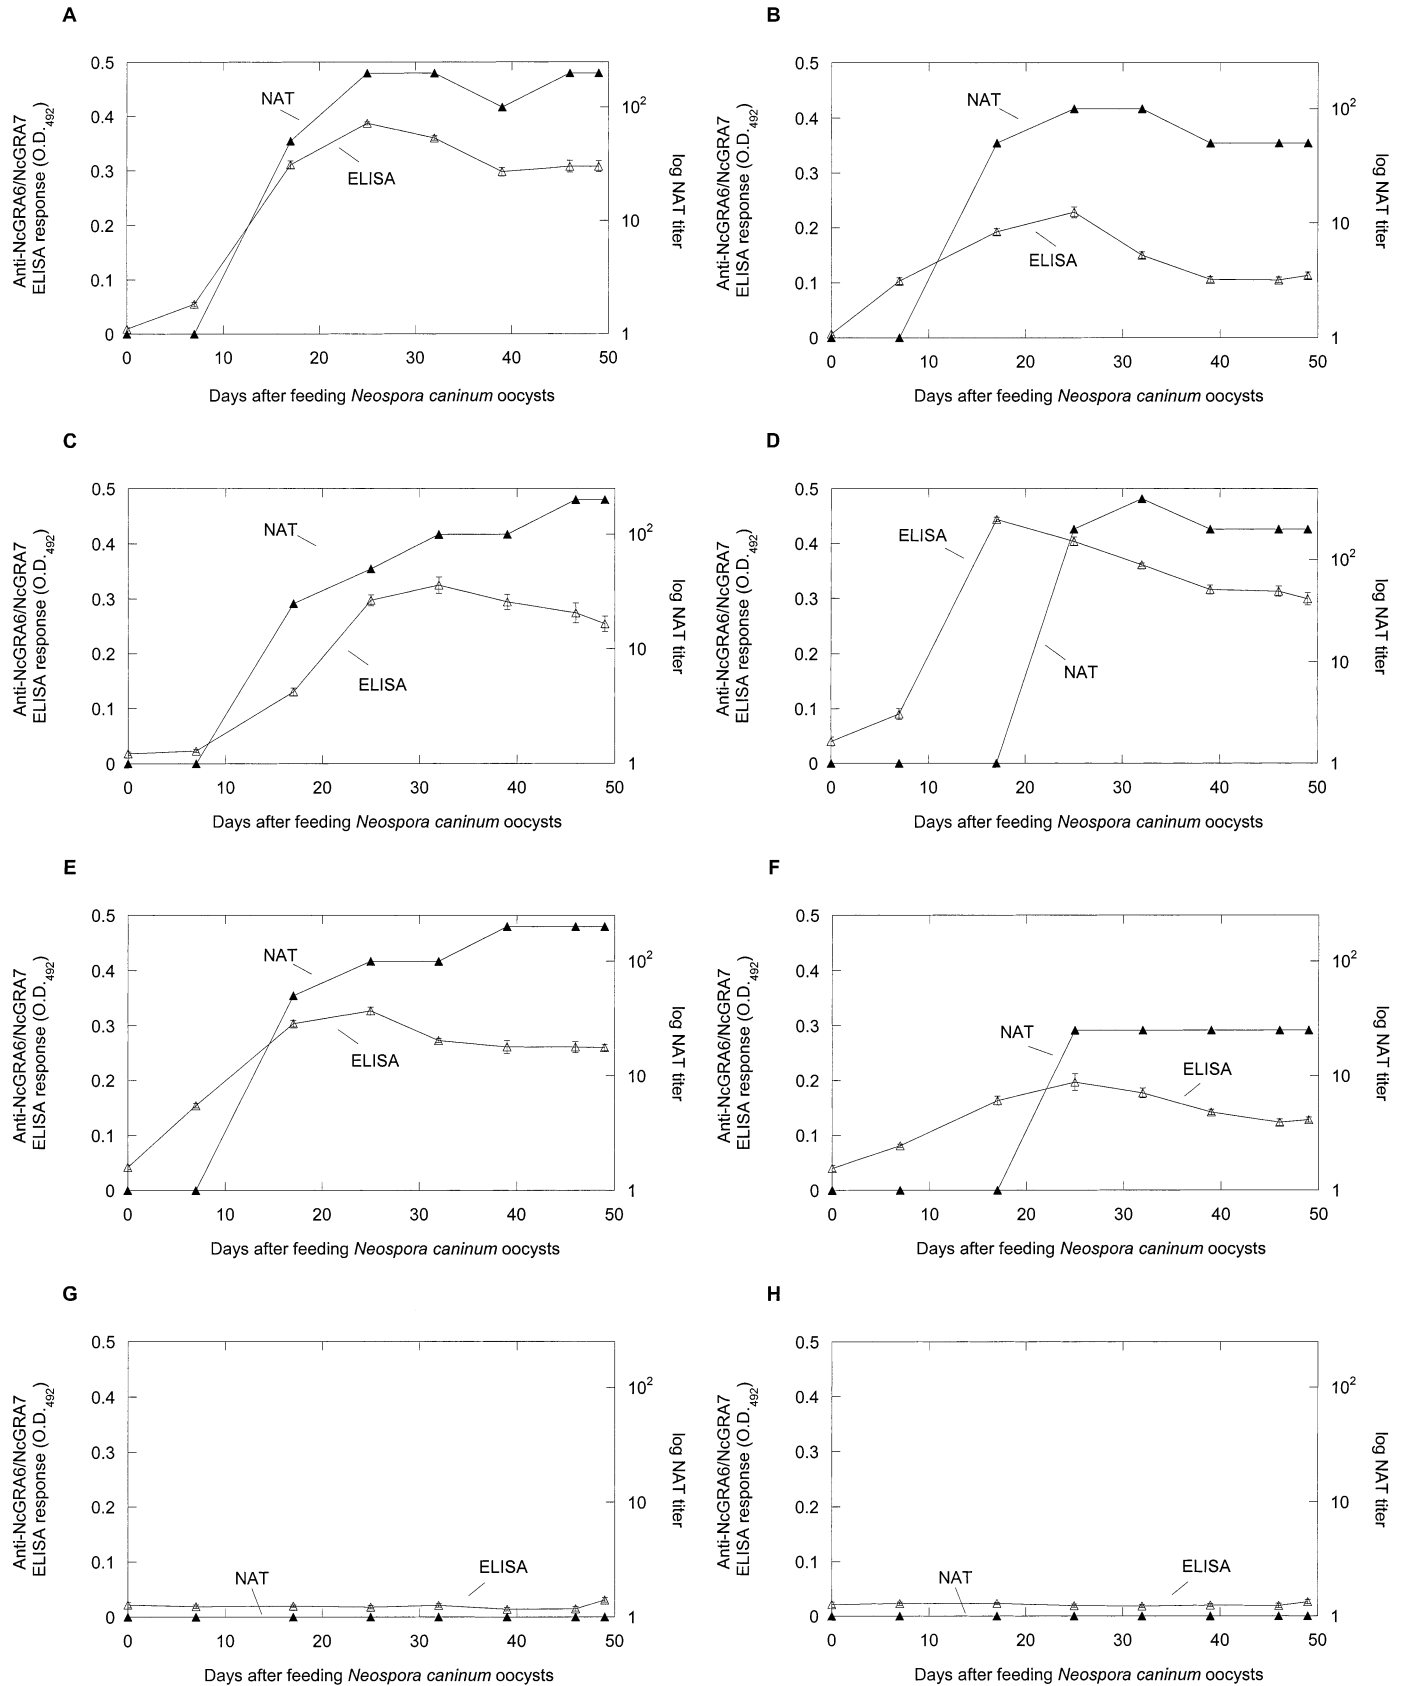 A
0.5
0.4
0.3
0.2
0.1
0
Anti-NcGRA6/NcGRA7
ELISA response (O.D.492)
NAT
ELISA
102
10
1
log NAT titer
0 10 20 30 40 50
Days after feeding Neospora caninum oocysts
B
0.5
0.4
0.3
0.2
0.1
0
Anti-NcGRA6/NcGRA7
ELISA response (O.D.492)
NAT
ELISA
102
10
1
log NAT titer
0 10 20 30 40 50
Days after feeding Neospora caninum oocysts
C
0.5
0.4
0.3
0.2
0.1
0
Anti-NcGRA6/NcGRA7
ELISA response (O.D.492)
NAT
ELISA
102
10
1
log NAT titer
0 10 20 30 40 50
Days after feeding Neospora caninum oocysts
D
0.5
0.4
0.3
0.2
0.1
0
Anti-NcGRA6/NcGRA7
ELISA response (O.D.492)
ELISA
NAT
102
10
1
log NAT titer
0 10 20 30 40 50
Days after feeding Neospora caninum oocysts
E
0.5
0.4
0.3
0.2
0.1
0
Anti-NcGRA6/NcGRA7
ELISA response (O.D.492)
NAT
ELISA
102
10
1
log NAT titer
0 10 20 30 40 50
Days after feeding Neospora caninum oocysts
F
0.5
0.4
0.3
0.2
0.1
0
Anti-NcGRA6/NcGRA7
ELISA response (O.D.492)
NAT
ELISA
102
10
1
log NAT titer
0 10 20 30 40 50
Days after feeding Neospora caninum oocysts
G
0.5
0.4
0.3
0.2
0.1
0
Anti-NcGRA6/NcGRA7
ELISA response (O.D.492)
NAT
ELISA
102
10
1
log NAT titer
0 10 20 30 40 50
Days after feeding Neospora caninum oocysts
H
0.5
0.4
0.3
0.2
0.1
0
Anti-NcGRA6/NcGRA7
ELISA response (O.D.492)
NAT
ELISA
102
10
1
log NAT titer
0 10 20 30 40 50
Days after feeding Neospora caninum oocysts